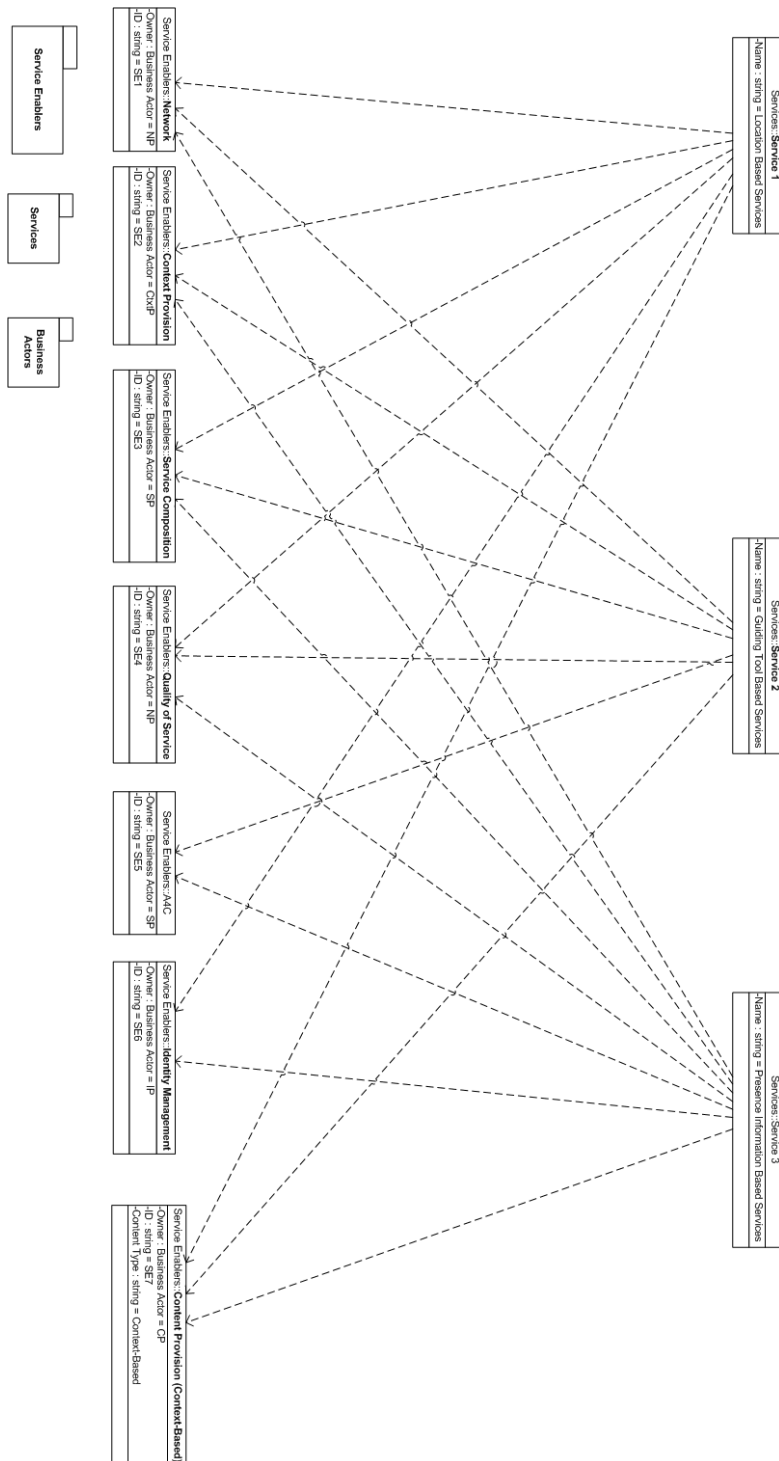 Services::Service 1
-Name : string = Location Based Services
Services::Service 2
-Name : string = Guiding Tool Based Services
Services::Service 3
-Name : string = Presence Information Based Services
Service Enablers::Network
-Owner : Business Actor = NP
-ID : string = SE1
Service Enablers::Context Provision
-Owner : Business Actor = CtxtP
-ID : string = SE2
Service Enablers::Service Composition
-Owner : Business Actor = SP
-ID : string = SE3
Service Enablers::Quality of Service
-Owner : Business Actor = NP
-ID : string = SE4
Service Enablers::A4C
-Owner : Business Actor = SP
-ID : string = SE5
Service Enablers::Identity Management
-Owner : Business Actor = IP
-ID : string = SE6
Service Enablers::Content Provision (Context-Based)
-Owner : Business Actor = CP
-ID : string = SE7
-Content Type : string = Context-Based
Service Enablers
Services
Business
Actors